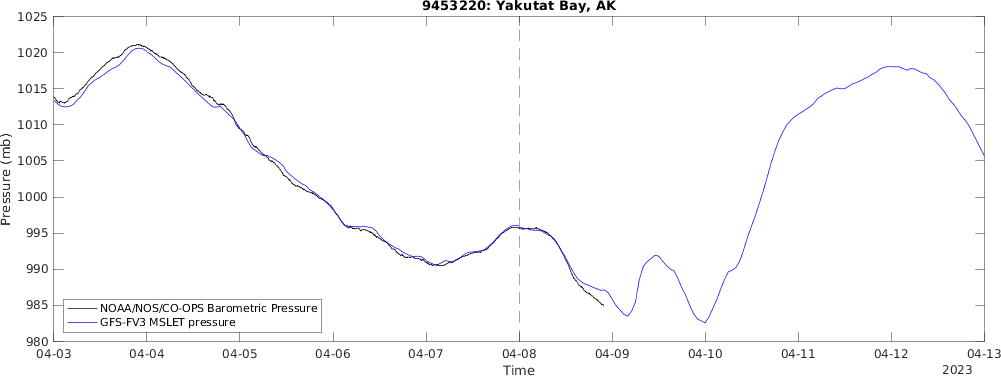 9453220: Yakutat Bay, AK
1025
1020
1015
1010
1005
1000
995
990
985
980
Pressure (mb)
NOAA/NOS/CO-OPS Barometric Pressure
GFS-FV3 MSLET pressure
04-03 04-04 04-05 04-06 04-07 04-08 04-09 04-10 04-11 04-12 04-13
Time
2023